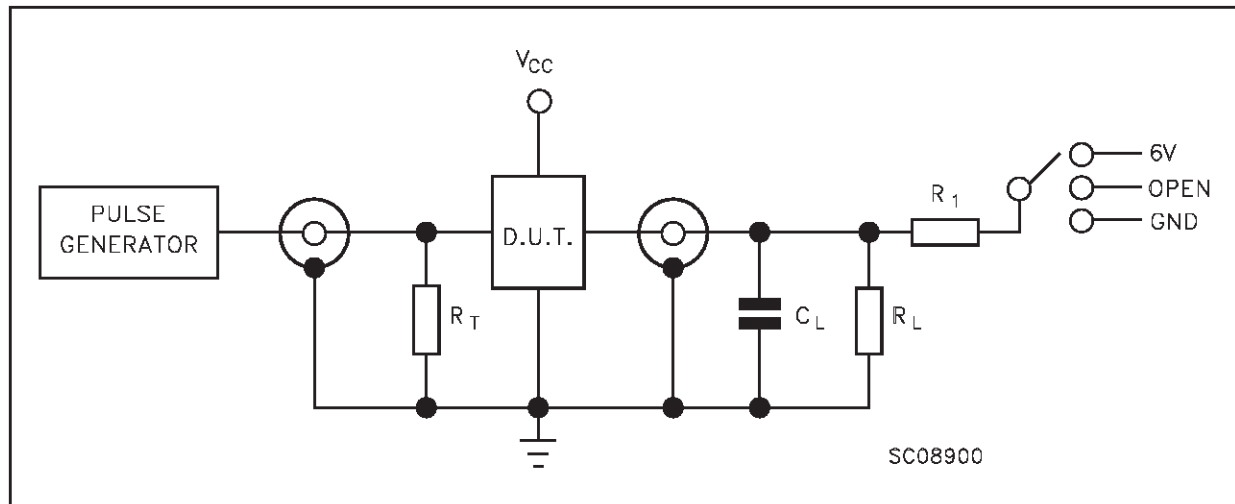 VCC
PULSE
GENERATOR
D.U.T.
RT
CL
RL
R1
6V
OPEN
GND
SC08900